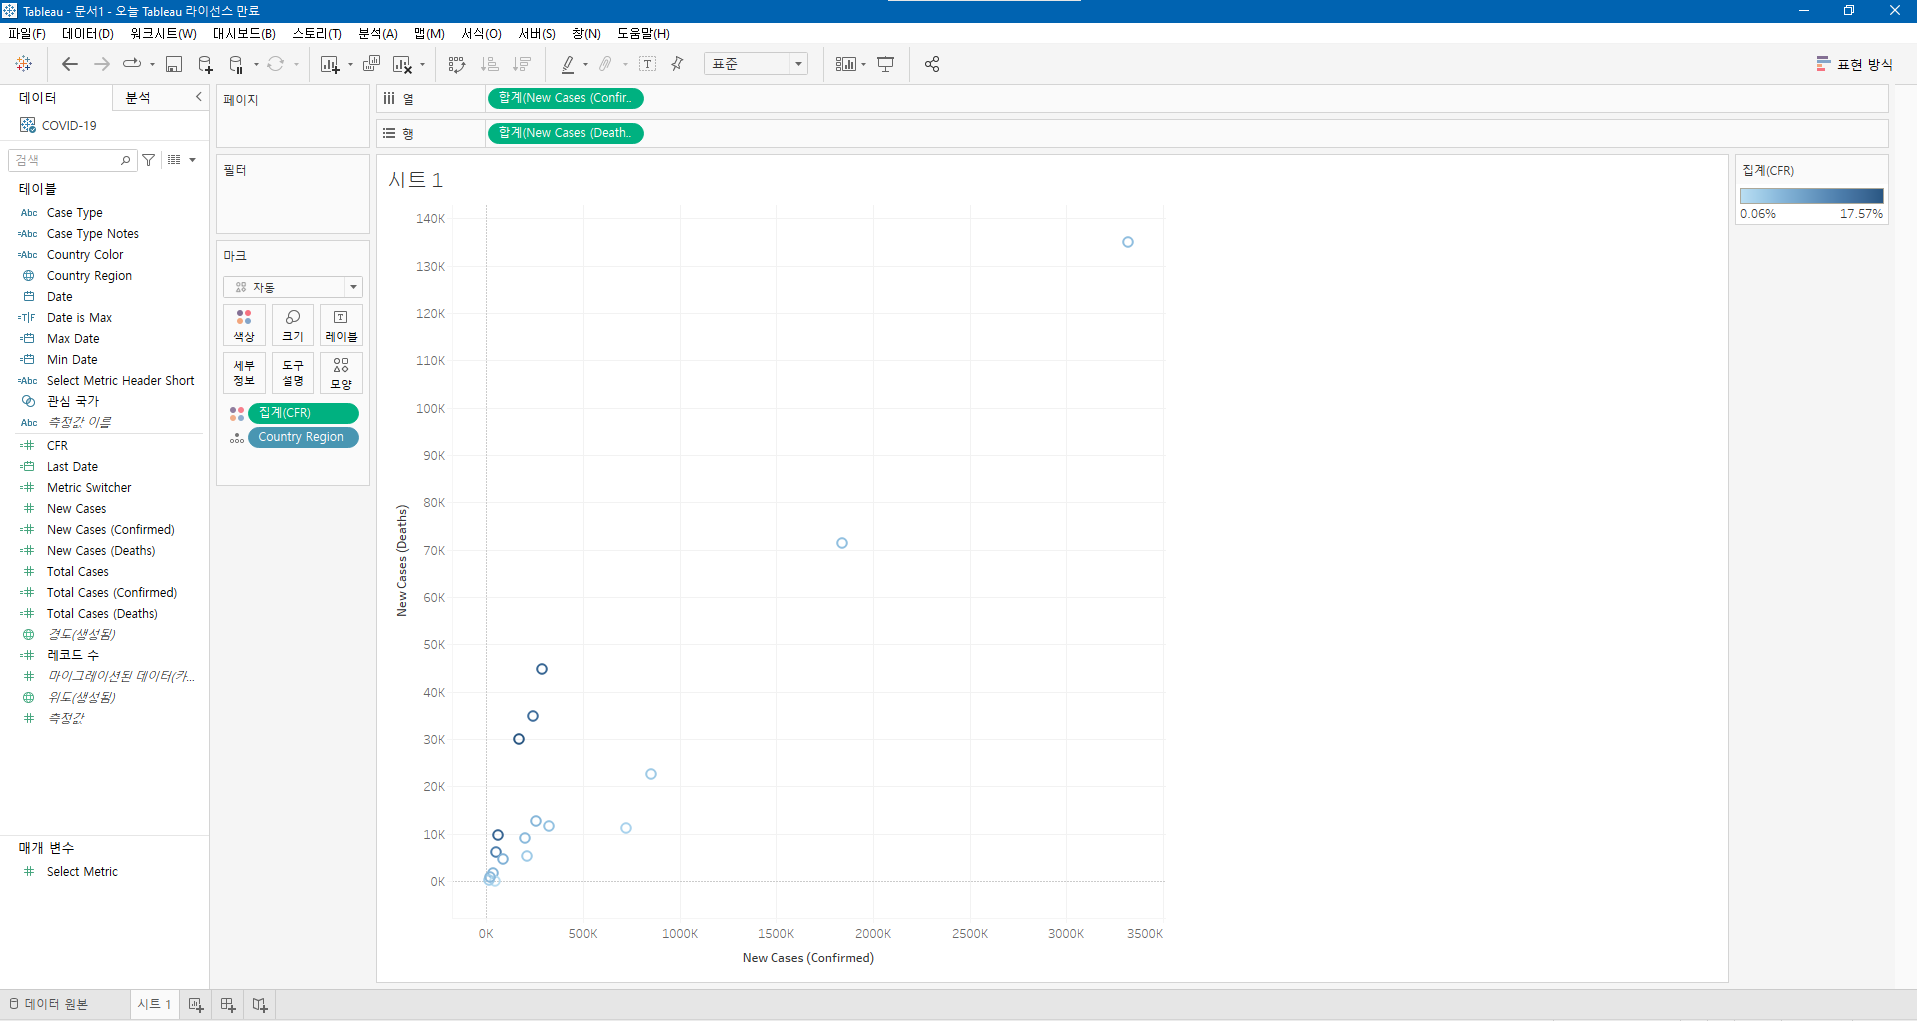 Tableau - 문서1 - 오늘 Tableau 라이선스 만료
파일(F) 데이터(D) 워크시트(W) 대시보드(B) 스토리(T) 분석(A) 맵(M) 서식(O) 서버(S) 창(N) 도움말(H)
표준
표현 방식
데이터 분석
COVID-19
검색
테이블
Abc Case Type
=Abc Case Type Notes
=Abc Country Color
Country Region
Date
=T|F Date is Max
Max Date
Min Date
=Abc Select Metric Header Short
관심 국가
Abc 측정값 이름
CFR
Last Date
Metric Switcher
New Cases
New Cases (Confirmed)
New Cases (Deaths)
Total Cases
Total Cases (Confirmed)
Total Cases (Deaths)
경도(생성됨)
레코드 수
마이그레이션된 데이터(카...
위도(생성됨)
측정값
매개 변수
Select Metric
페이지
필터
마크
자동
색상 크기 레이블
세부 정보 도구 설명 모양
집계(CFR)
Country Region
열 합계(New Cases (Confir..
행 합계(New Cases (Death..
시트 1
140K
130K
120K
110K
100K
90K
80K
70K
60K
50K
40K
30K
20K
10K
0K
New Cases (Deaths)
0K 500K 1000K 1500K 2000K 2500K 3000K 3500K
New Cases (Confirmed)
집계(CFR)
0.06% 17.57%
데이터 원본 시트 1